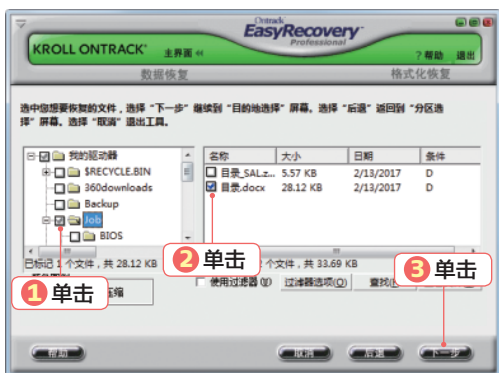 Ontrack
EasyRecovery
Professional
KROLL ONTRACK
主界面 «
? 帮助 退出
数据恢复
格式化恢复
选中您想要恢复的文件，选择 "下一步" 继续到 "目的地选择" 屏幕。选择 "后退" 返回到 "分区选
择" 屏幕。选择 "取消" 退出工具。
我的驱动器
$RECYCLE.BIN
360downloads
Backup
Job
BIOS
名称 大小 日期 条件
目录_SAL.z... 5.57 KB 2/13/2017 D
目录.docx 28.12 KB 2/13/2017 D
已标记 1 个文件，共 28.12 KB
个文件，共 33.69 KB
使用过滤器
过滤器选项(O)
查找
压缩
1 单击
2 单击
3 单击
帮助
取消
后退
下一步